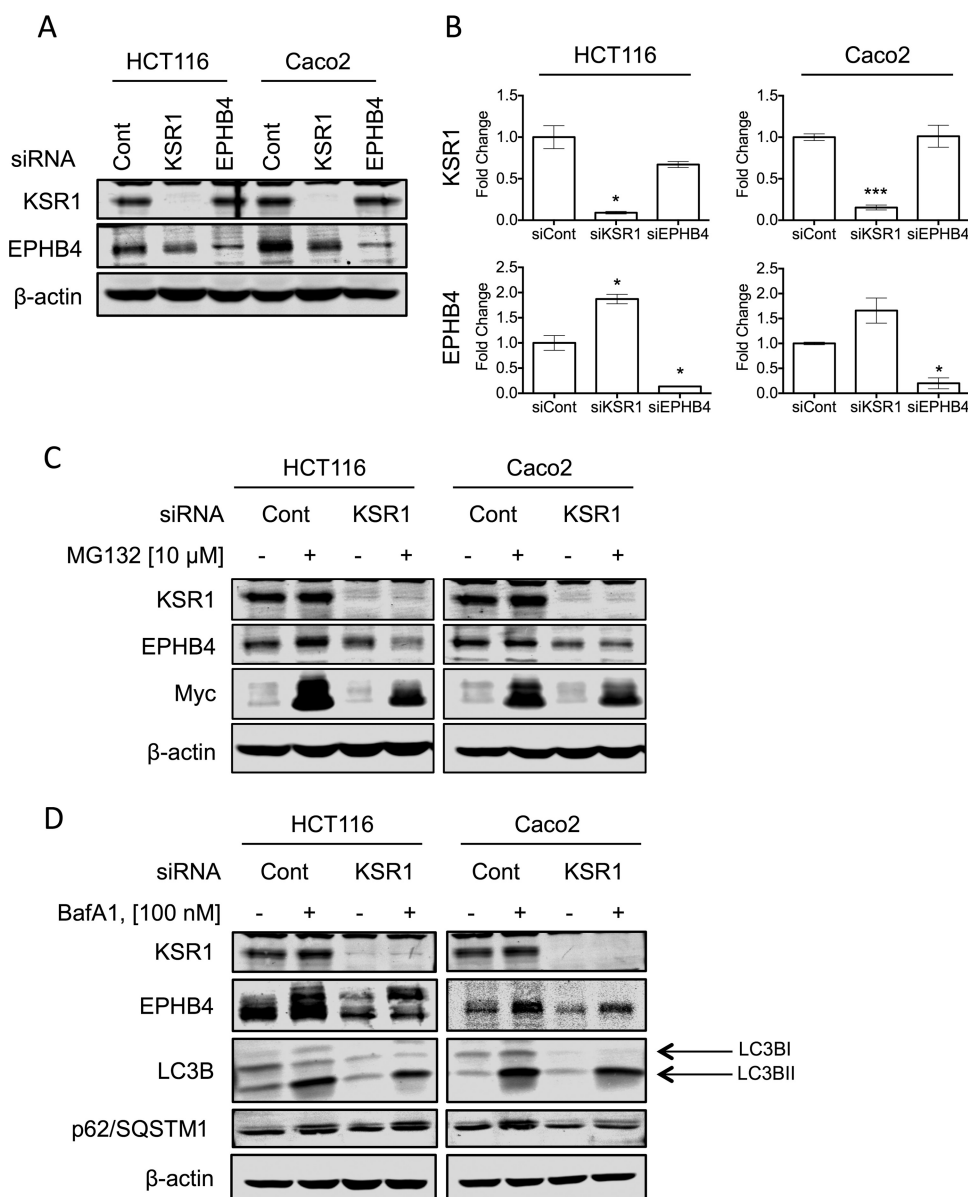 A
HCT116 Caco2
siRNA Cont KSR1 EPHB4 Cont KSR1 EPHB4
KSR1
EPHB4
β-actin
B
HCT116 Caco2
KSR1
Fold Change
1.5
1.0
0.5
0.0
*
siCont siKSR1 siEPHB4
Fold Change
1.5
1.0
0.5
0.0
***
siCont siKSR1 siEPHB4
EPHB4
Fold Change
2.5
2.0
1.5
1.0
0.5
0.0
*
*
siCont siKSR1 siEPHB4
Fold Change
2.5
2.0
1.5
1.0
0.5
0.0
*
siCont siKSR1 siEPHB4
C
HCT116 Caco2
siRNA Cont KSR1 Cont KSR1
MG132 [10 µM] - + - + - + - +
KSR1
EPHB4
Myc
β-actin
D
HCT116 Caco2
siRNA Cont KSR1 Cont KSR1
BafA1, [100 nM] - + - + - + - +
KSR1
EPHB4
LC3B
LC3BI
LC3BII
p62/SQSTM1
β-actin